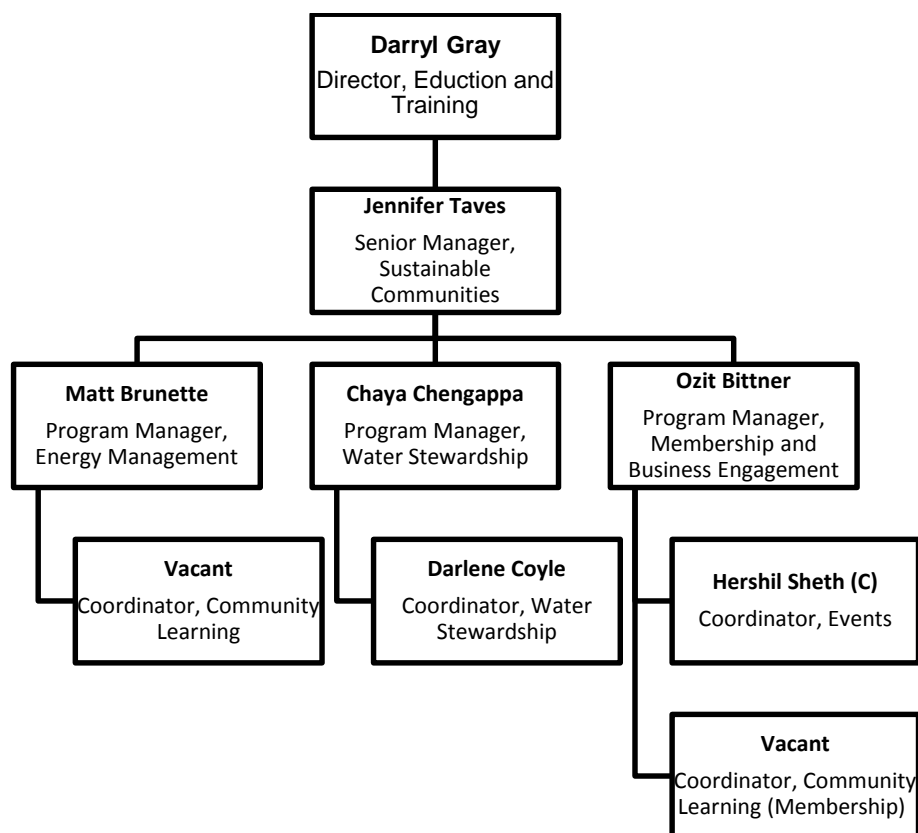 Darryl Gray
Director, Eduction and
Training
Jennifer Taves
Senior Manager,
Sustainable
Communities
Matt Brunette
Program Manager,
Energy Management
Chaya Chengappa
Program Manager,
Water Stewardship
Ozit Bittner
Program Manager,
Membership and
Business Engagement
Vacant
Coordinator, Community
Learning
Darlene Coyle
Coordinator, Water
Stewardship
Hershil Sheth (C)
Coordinator, Events
Vacant
Coordinator, Community
Learning (Membership)